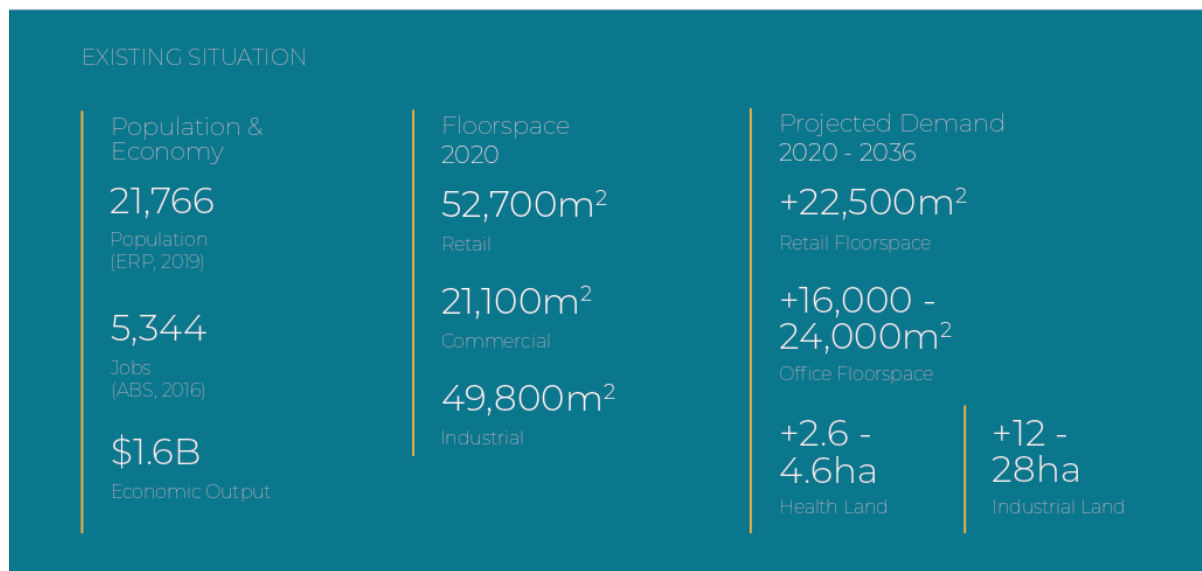 EXISTING SITUATION
Population &
Economy
21,766
Population
(ERP, 2019)
5,344
Jobs
(ABS, 2016)
$1.6B
Economic Output
Floorspace
2020
52,700m²
Retail
21,100m²
Commercial
49,800m²
Industrial
Projected Demand
2020 - 2036
+22,500m²
Retail Floorspace
+16,000 -
24,000m²
Office Floorspace
+2.6 -
4.6ha
Health Land
+12 -
28ha
Industrial Land